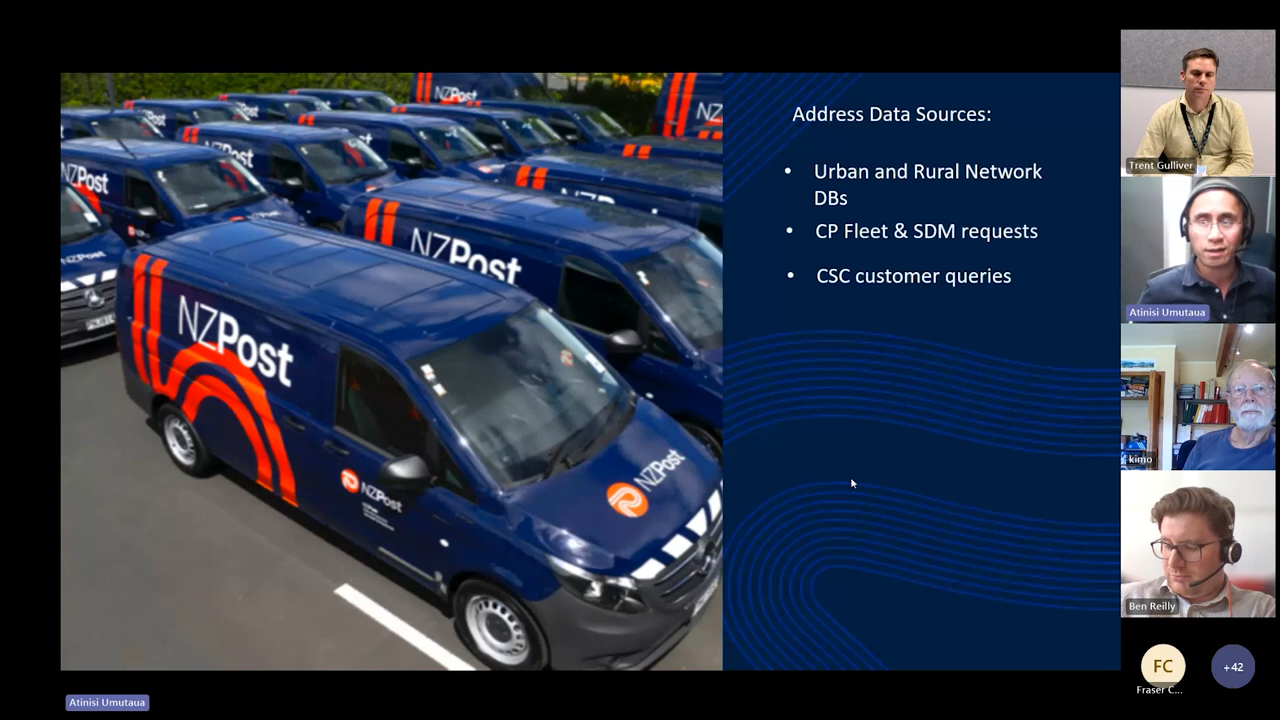 NZPost
NZPost
NZPost
NZPost
NZPost
NZPost
Address Data Sources:
• Urban and Rural Network
DBs
• CP Fleet & SDM requests
• CSC customer queries
Trent Gulliver
Atinisi Umutaua
kimo
Ben Reilly
FC
+42
Fraser C...
Atinisi Umutaua